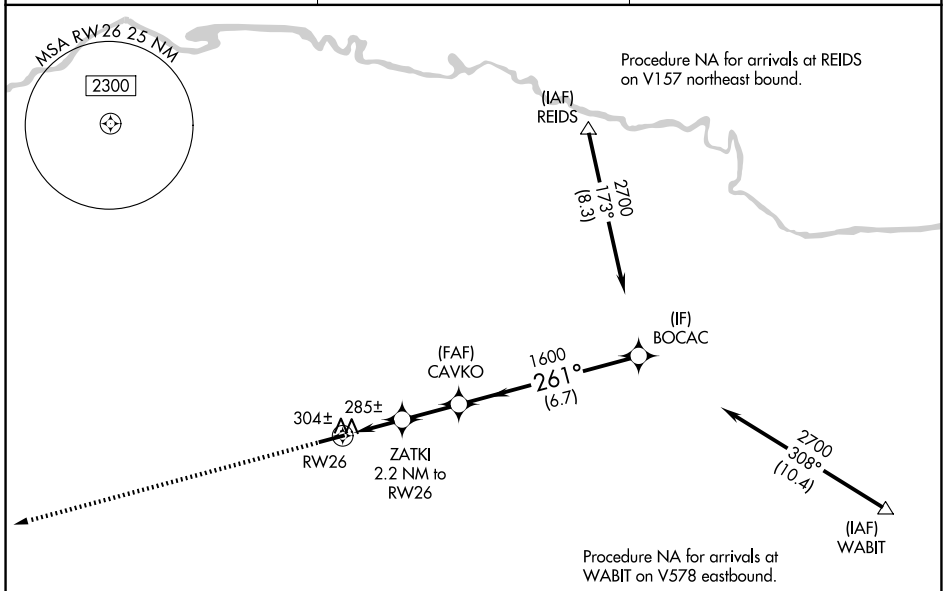 MSA RW26 25 NM
2300
Procedure NA for arrivals at REIDS
on V157 northeast bound.
(IAF)
REIDS
2700
173°
(8.3)
(IF)
BOCAC
(FAF)
CAVKO
1600
261°
(6.7)
304± 285±
RW26
ZATKI
2.2 NM to
RW26
2700
308°
(10.4)
(IAF)
WABIT
Procedure NA for arrivals at
WABIT on V578 eastbound.